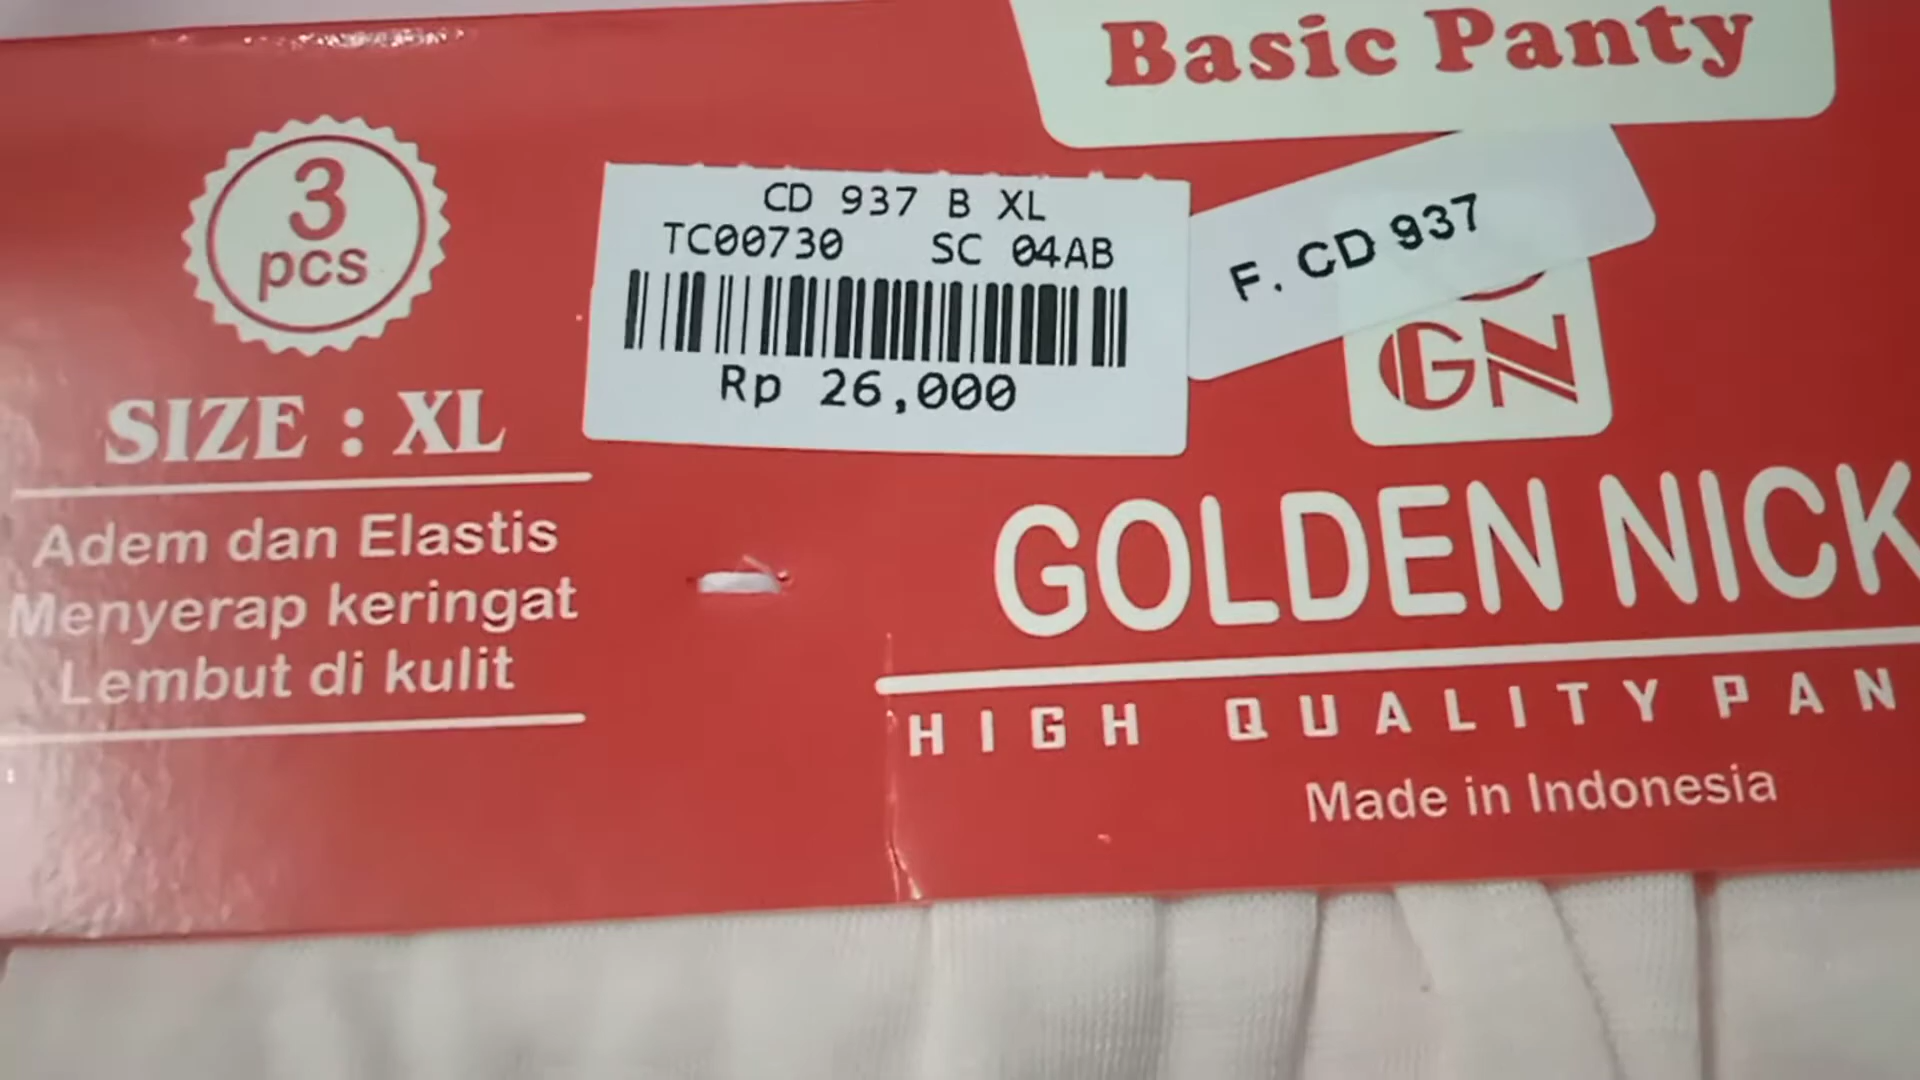 Basic Panty
3
pcs
CD 937 B XL
TC00730 SC 04AB
Rp 26,000
F. CD 937
GN
SIZE : XL
Adem dan Elastis
Menyerap keringat
Lembut di kulit
GOLDEN NICK
HIGH QUALITY PAN
Made in Indonesia